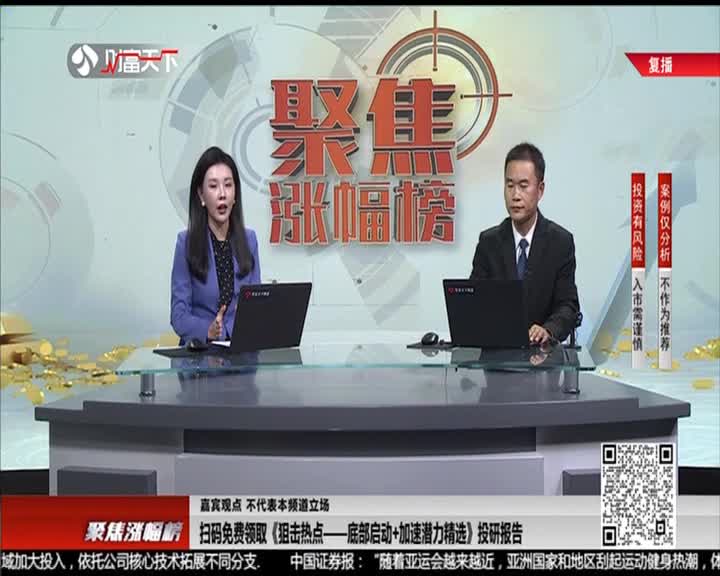 财富天下
复播
聚焦
涨幅榜
案例仅分析 不作为推荐
投资有风险 入市需谨慎
嘉宾观点 不代表本频道立场
聚焦涨幅榜
扫码免费领取《狙击热点——底部启动+加速潜力精选》投研报告
域加大投入，依托公司核心技术拓展不同分支. 中国证券报：“随着亚运会越来越近，亚洲国家和地区刮起运动健身热潮，